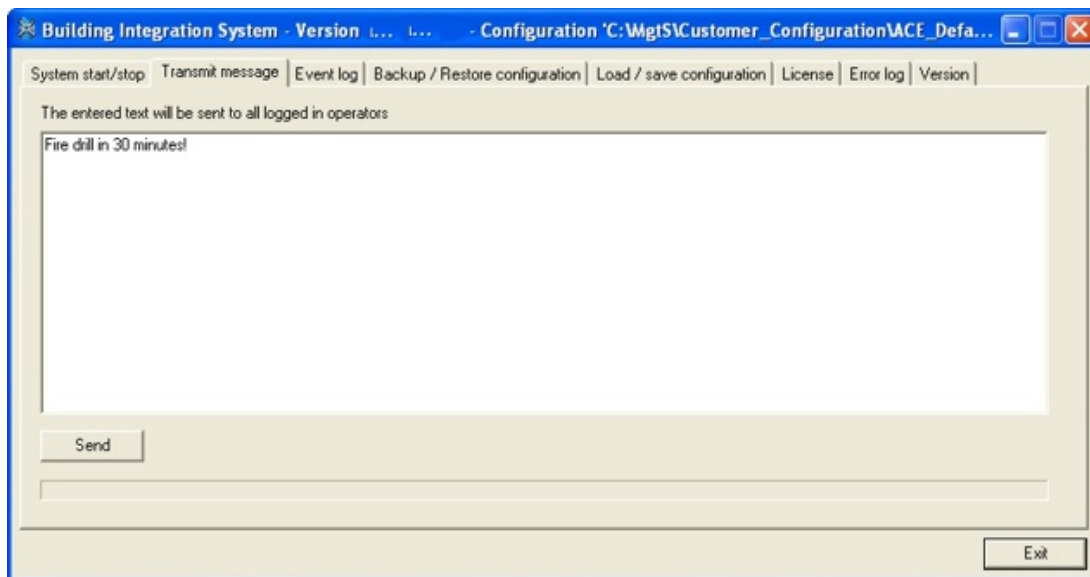 Building Integration System - Version - Configuration 'C:\MgtS\Customer_Configuration\ACE_Defa...
System start/stop Transmit message Event log Backup / Restore configuration Load / save configuration License Error log Version
The entered text will be sent to all logged in operators
Fire drill in 30 minutes!
Send
Exit